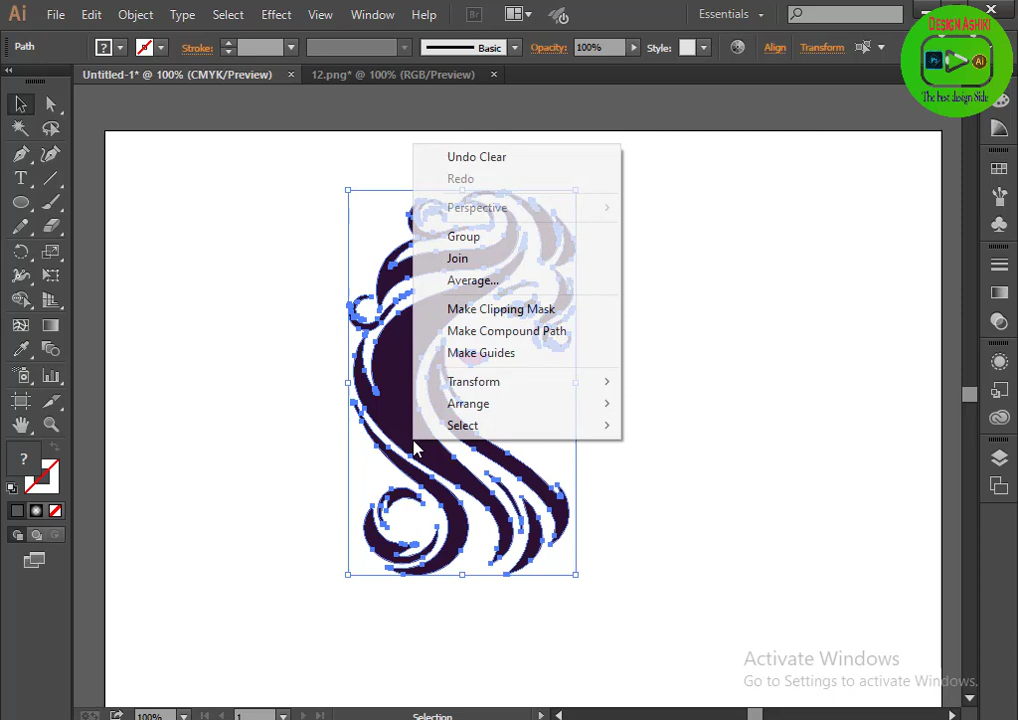 Ai File Edit Object Type Select Effect View Window Help Br Essentials
DESIGN ASHIKI
Path ? Stroke: Basic Opacity: 100% Style: Align Transform
Ps Ai
The best design Side
Untitled-1* @ 100% (CMYK/Preview) × 12.png* @ 100% (RGB/Preview) ×
T
Undo Clear
Redo
Perspective
Group
Join
Average...
Make Clipping Mask
Make Compound Path
Make Guides
Transform
Arrange
Select
?
Activate Windows
Go to Settings to activate Windows.
100% 1 Selection